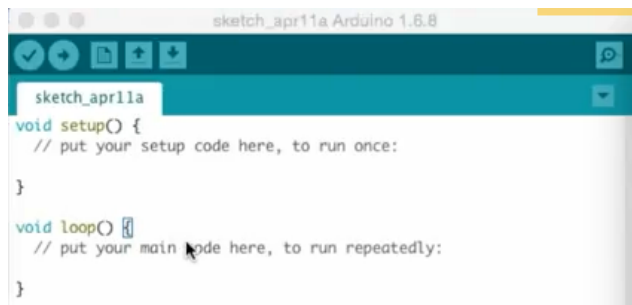 sketch_apr11a Arduino 1.6.8
sketch_apr11a
void setup() {
  // put your setup code here, to run once:
}
void loop() {
  // put your main code here, to run repeatedly:
}